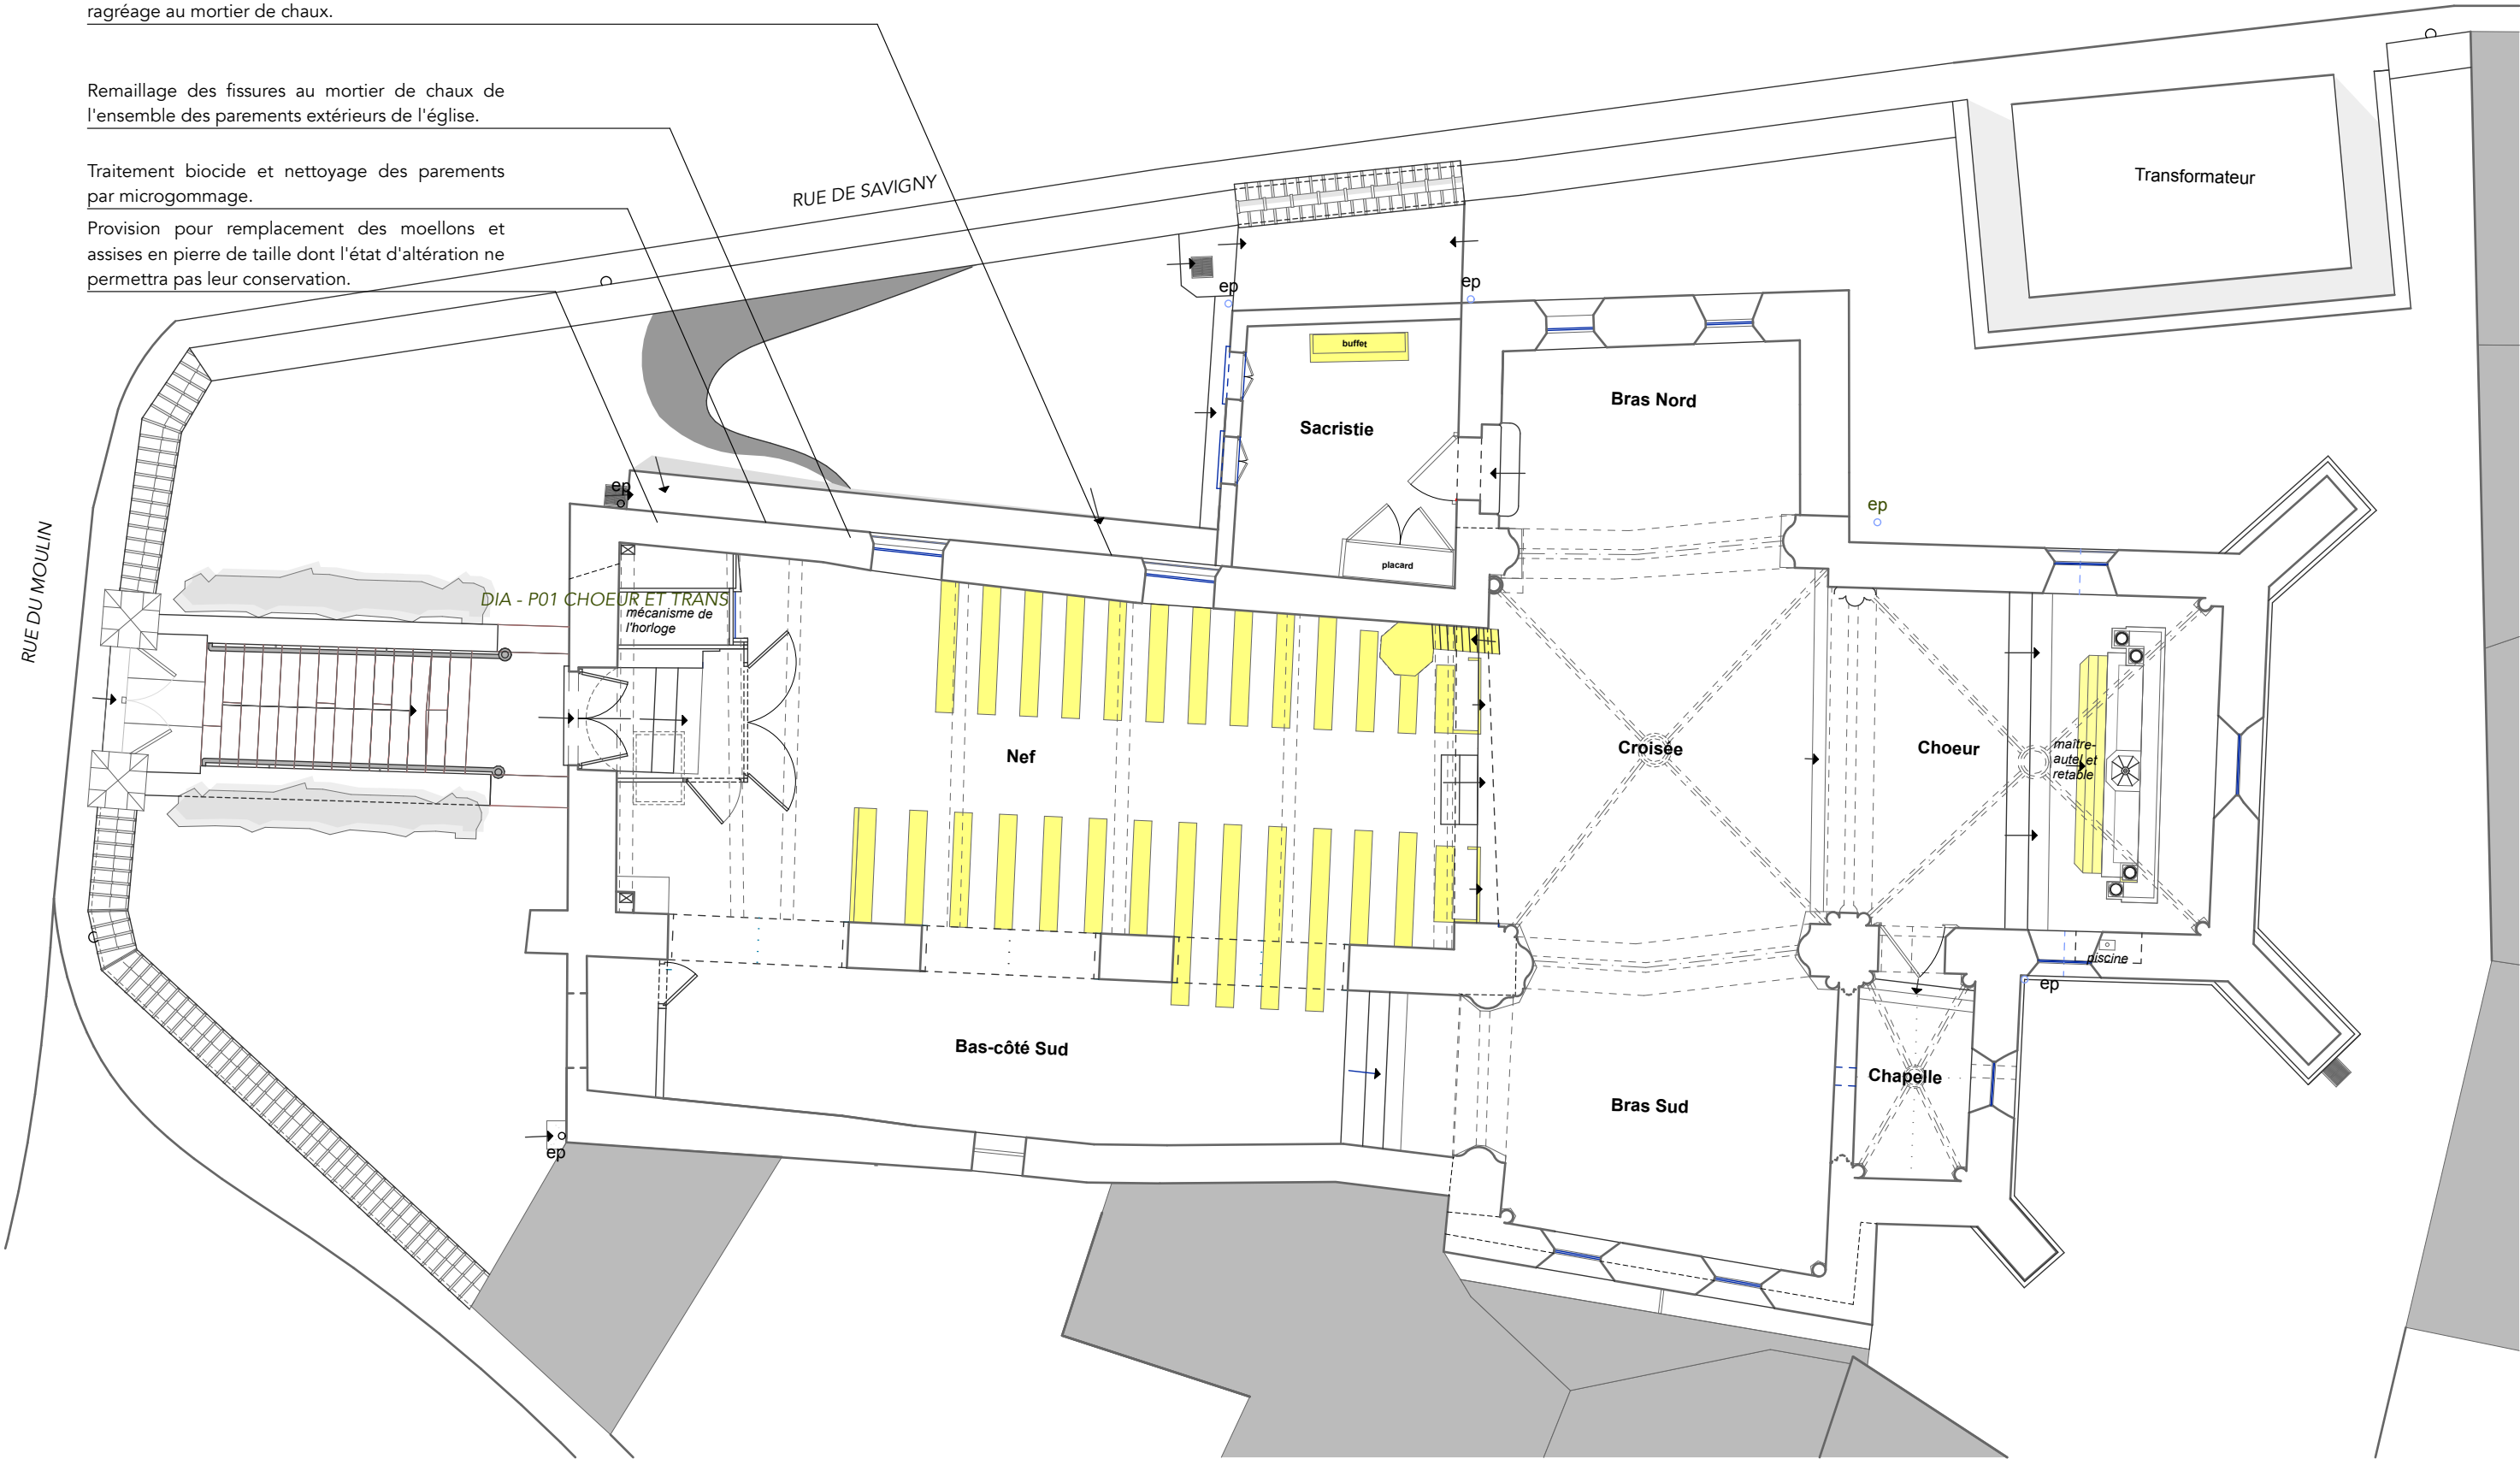 ragréage au mortier de chaux.
Remaillage des fissures au mortier de chaux de
l'ensemble des parements extérieurs de l'église.
Traitement biocide et nettoyage des parements
par microgommage.
Provision pour remplacement des moellons et
assises en pierre de taille dont l'état d'altération ne
permettra pas leur conservation.
RUE DE SAVIGNY
Transformateur
ep
ep
buffet
Bras Nord
Sacristie
ep
ep
RUE DU MOULIN
placard
DIA - P01 CHOEUR ET TRANS
mécanisme de
l'horloge
Nef
Croisée
Choeur
maître-
autel et
retable
piscine
ep
Bas-côté Sud
Chapelle
Bras Sud
ep